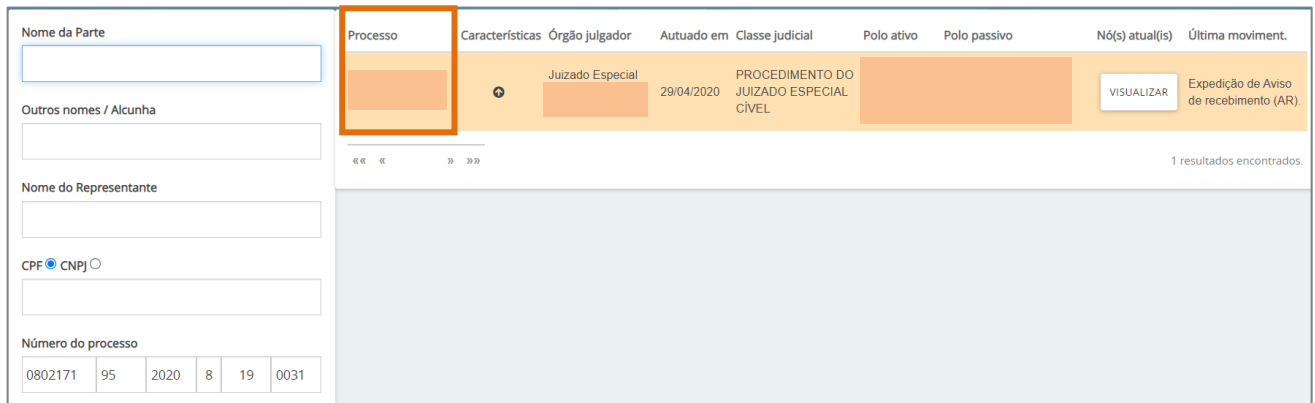 Nome da Parte
Outros nomes / Alcunha
Nome do Representante
CPF CNPJ
Número do processo
0802171 95 2020 8 19 0031
Processo Características Órgão julgador Autuado em Classe judicial Polo ativo Polo passivo Nó(s) atual(is) Última moviment.
Juizado Especial
29/04/2020
PROCEDIMENTO DO
JUIZADO ESPECIAL
CÍVEL
VISUALIZAR
Expedição de Aviso
de recebimento (AR).
«« « » »»
1 resultados encontrados.